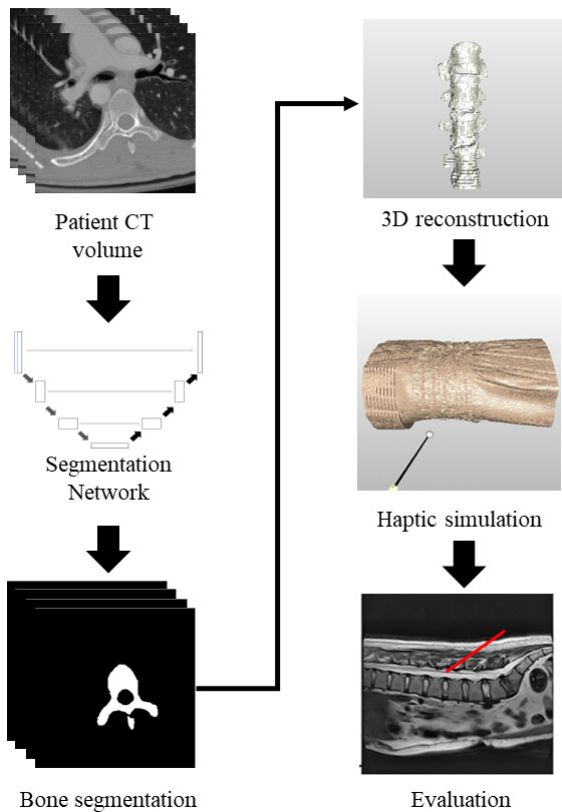 Patient CT
volume
Segmentation
Network
Bone segmentation
3D reconstruction
Haptic simulation
Evaluation